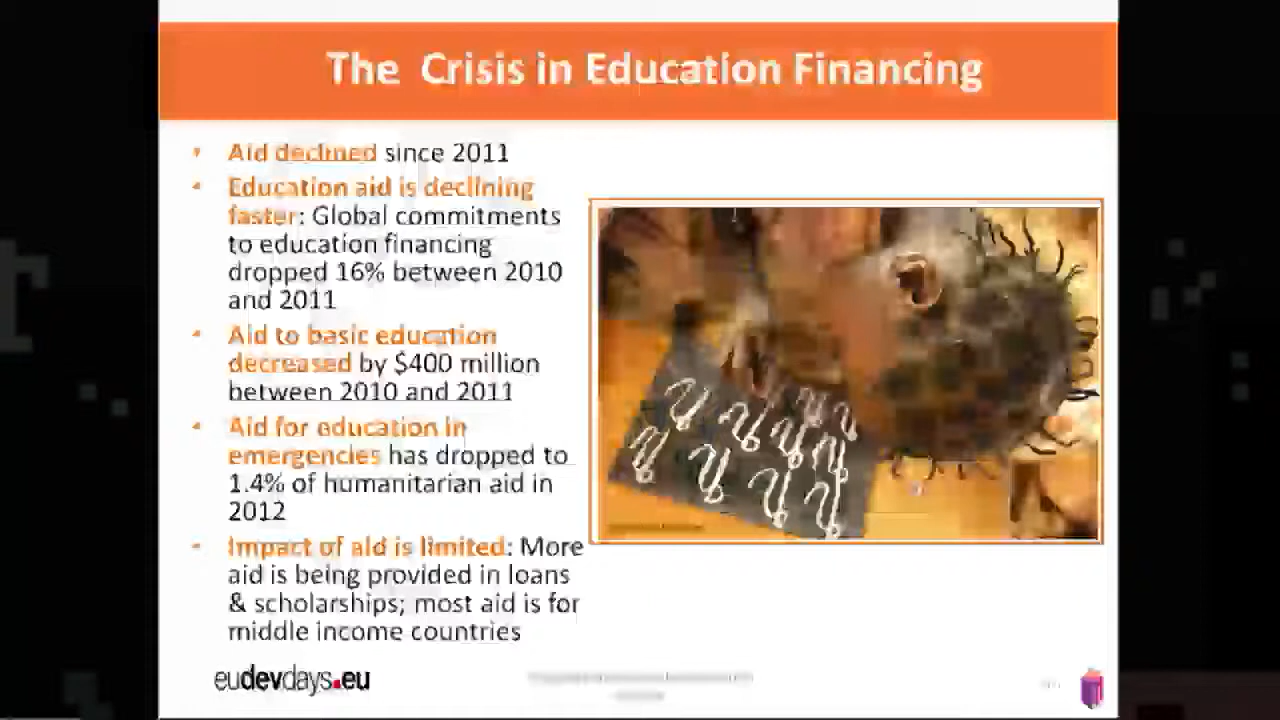 The Crisis in Education Financing
• Aid declined since 2011
• Education aid is declining
faster: Global commitments
to education financing
dropped 16% between 2010
and 2011
• Aid to basic education
decreased by $400 million
between 2010 and 2011
• Aid for education in
emergencies has dropped to
1.4% of humanitarian aid in
2012
• Impact of aid is limited: More
aid is being provided in loans
& scholarships; most aid is for
middle income countries
eudevdays.eu